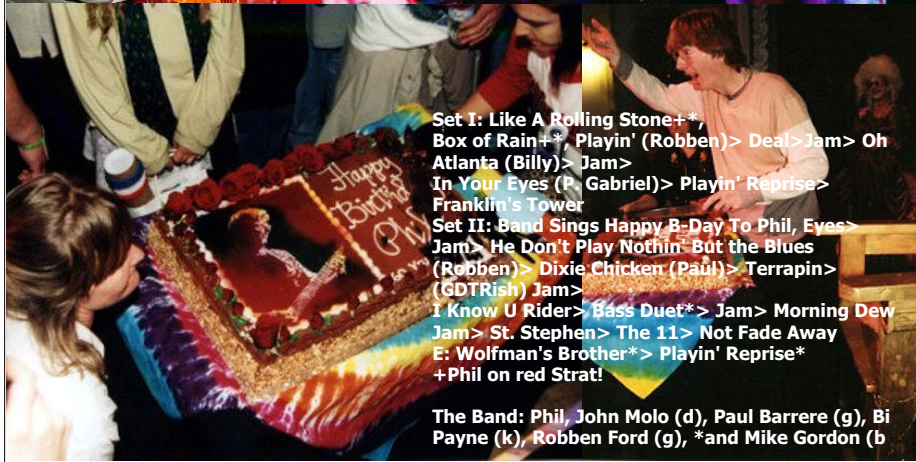 Happy
Birthday
Phil
Set I: Like A Rolling Stone+*,
Box of Rain+*, Playin' (Robben)> Deal>Jam> Oh
Atlanta (Billy)> Jam>
In Your Eyes (P. Gabriel)> Playin' Reprise>
Franklin's Tower
Set II: Band Sings Happy B-Day To Phil, Eyes>
Jam> He Don't Play Nothin' But the Blues
(Robben)> Dixie Chicken (Paul)> Terrapin>
(GDTRish) Jam>
I Know U Rider> Bass Duet*> Jam> Morning Dew
Jam> St. Stephen> The 11> Not Fade Away
E: Wolfman's Brother*> Playin' Reprise*
+Phil on red Strat!
The Band: Phil, John Molo (d), Paul Barrere (g), Bi
Payne (k), Robben Ford (g), *and Mike Gordon (b